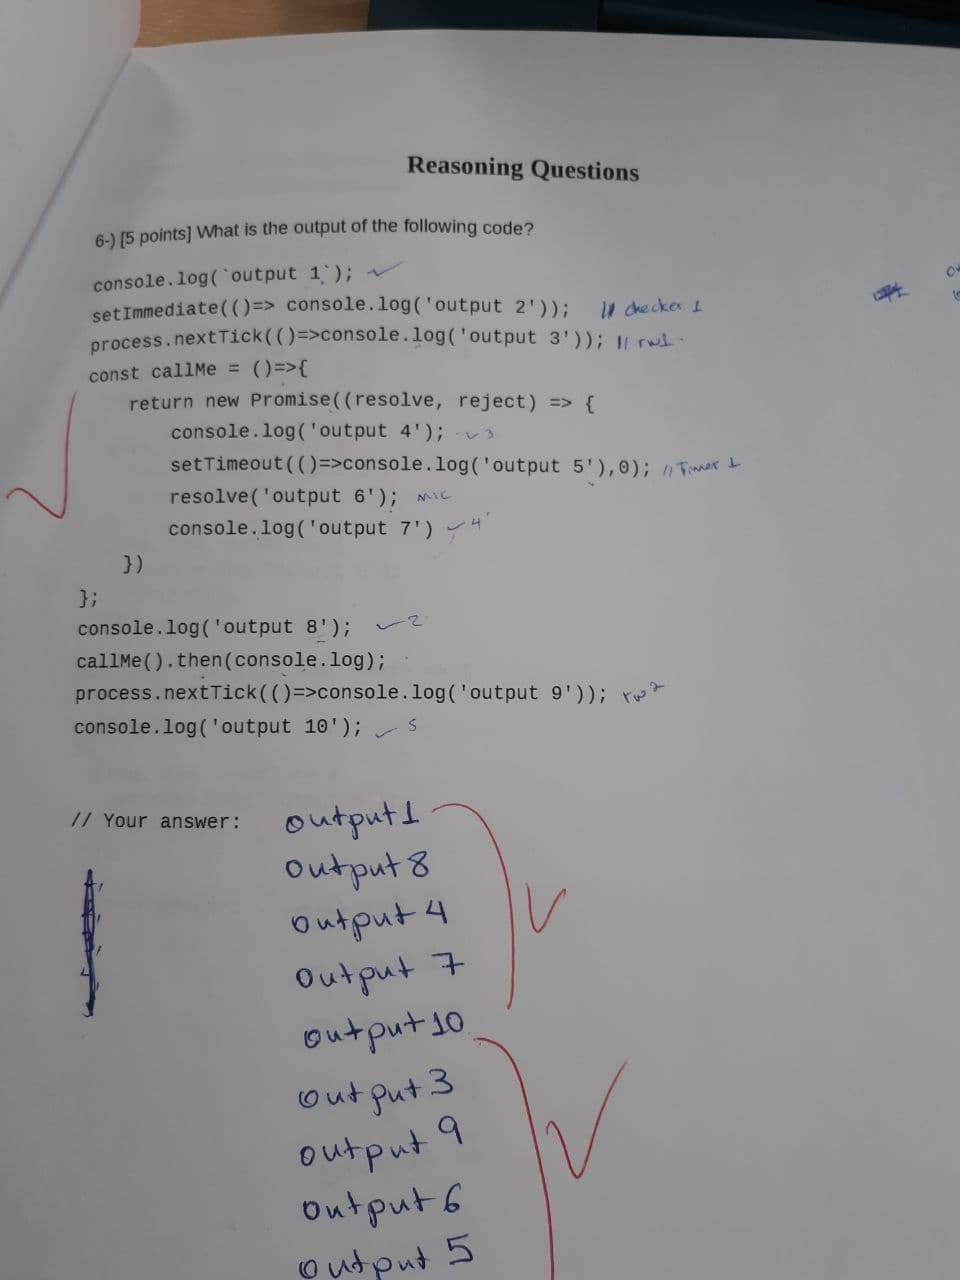 Reasoning Questions
6-) [5 points] What is the output of the following code?
console.log(`output 1`);
setImmediate(()=> console.log('output 2')); // checker 1
process.nextTick(()=>console.log('output 3')); // rw1
const callMe = ()=>{
return new Promise((resolve, reject) => {
console.log('output 4'); 3
setTimeout(()=>console.log('output 5'),0); // Timer 1
resolve('output 6'); MIC
console.log('output 7') 4
})
};
console.log('output 8'); 2
callMe().then(console.log);
process.nextTick(()=>console.log('output 9')); rw2
console.log('output 10'); 5
// Your answer: output 1
output 8
output 4
output 7
output 10
output 3
output 9
output 6
output 5